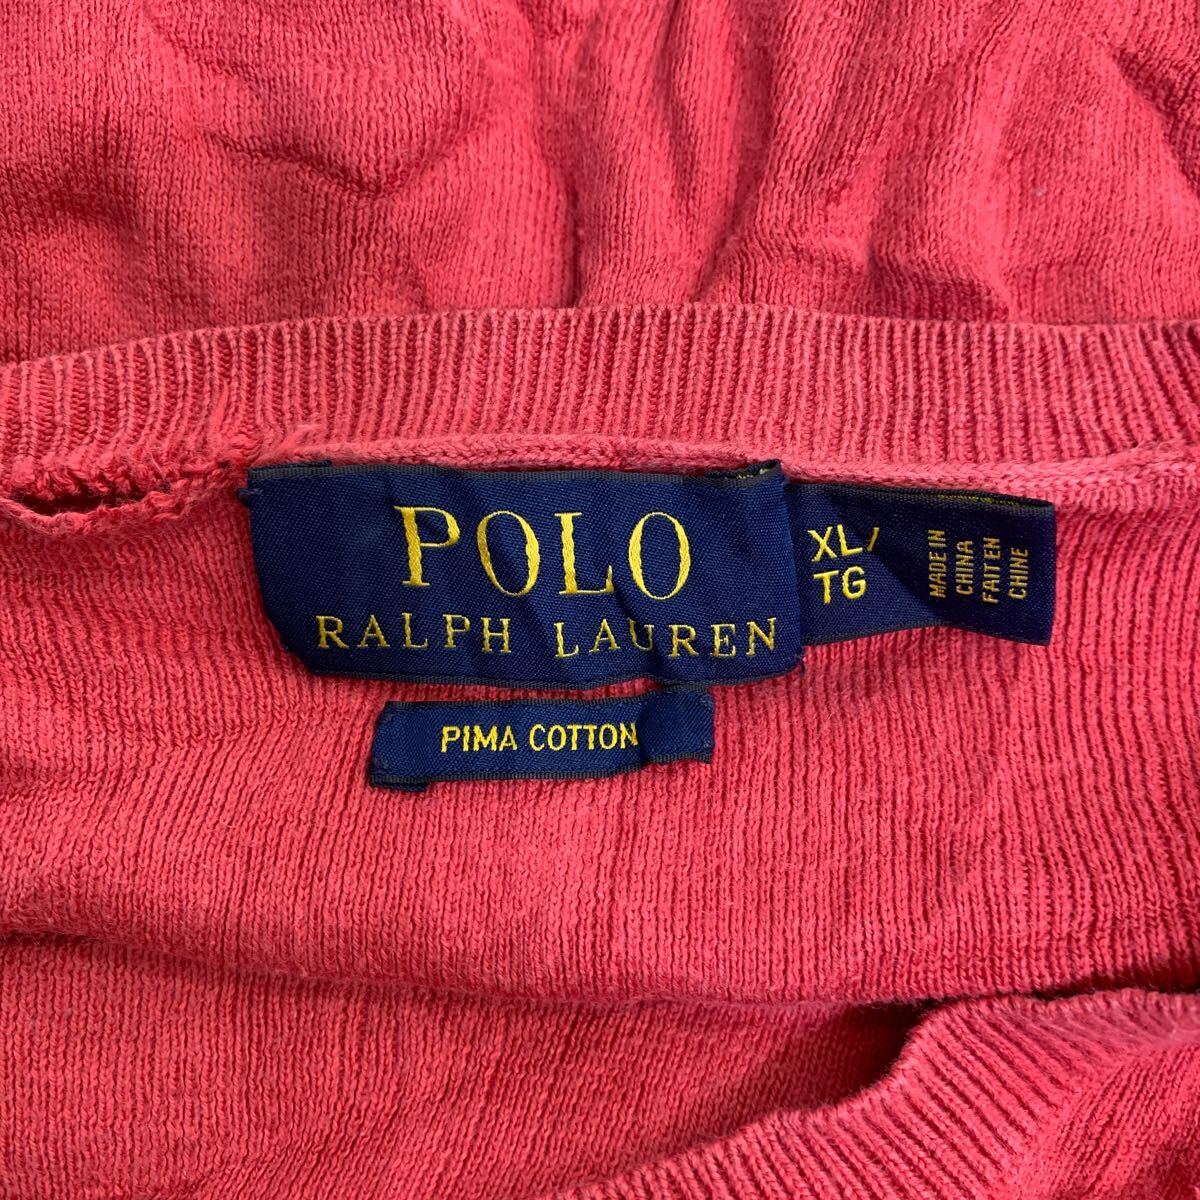 POLO
RALPH LAUREN
XL/
TG
MADE IN
CHINA
FAIT EN
CHINE
PIMA COTTON